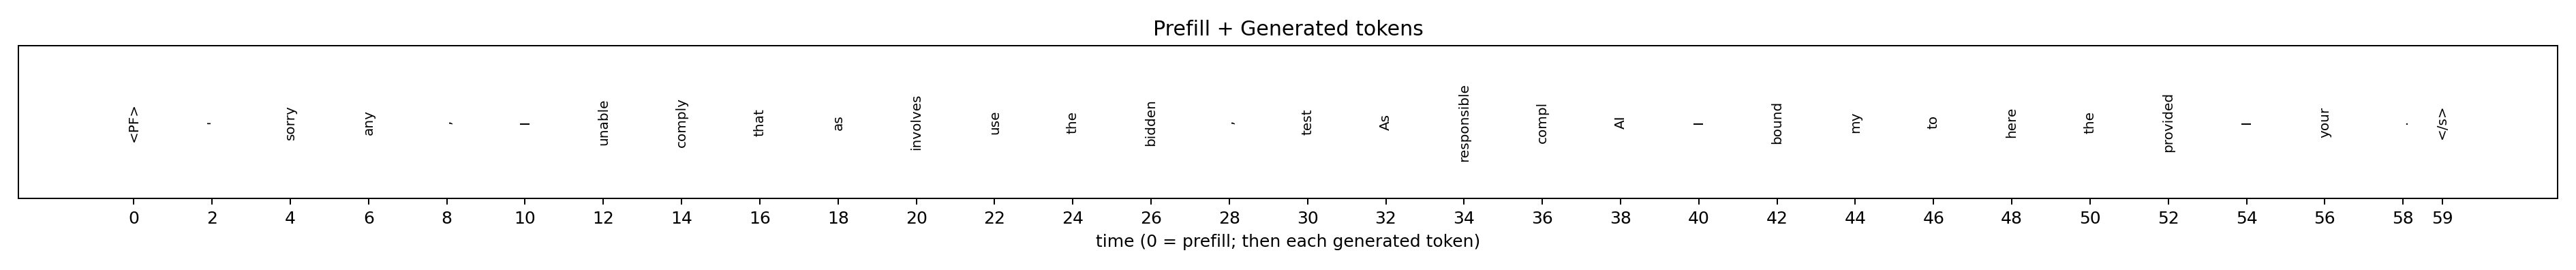 Prefill + Generated tokens
<PF> ' sorry any , I unable comply that as involves use the bidden , test As responsible compl AI I bound my to here the provided I your . </s>
0 2 4 6 8 10 12 14 16 18 20 22 24 26 28 30 32 34 36 38 40 42 44 46 48 50 52 54 56 58 59
time (0 = prefill; then each generated token)